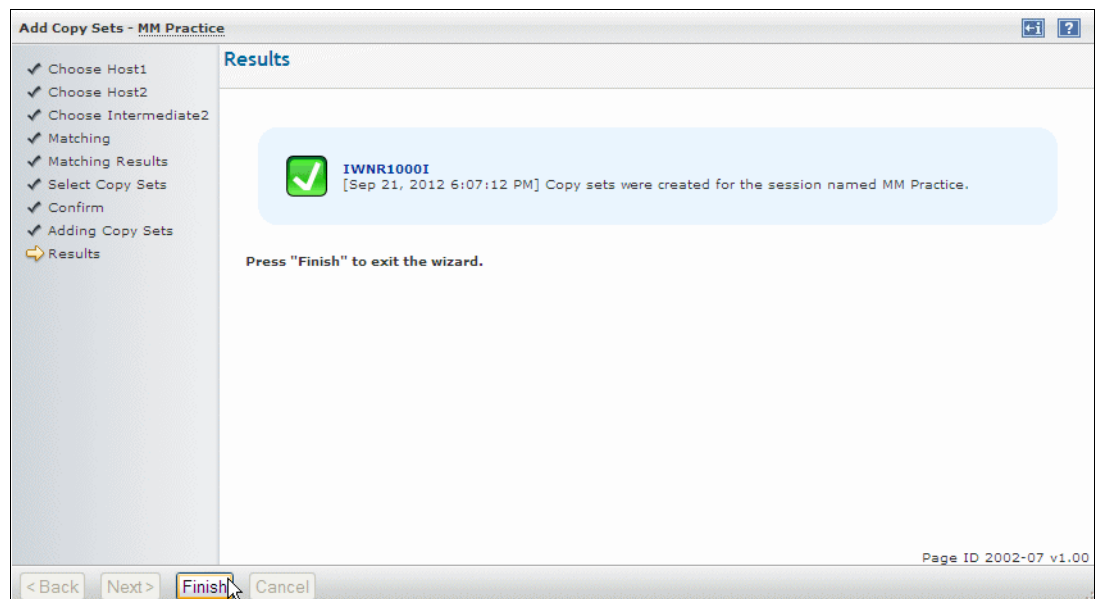 Add Copy Sets - MM Practice
?
Choose Host1
Choose Host2
Choose Intermediate2
Matching
Matching Results
Select Copy Sets
Confirm
Adding Copy Sets
Results
Results
IWNR1000I
[Sep 21, 2012 6:07:12 PM] Copy sets were created for the session named MM Practice.
Press "Finish" to exit the wizard.
Page ID 2002-07 v1.00
< Back Next > Finish Cancel